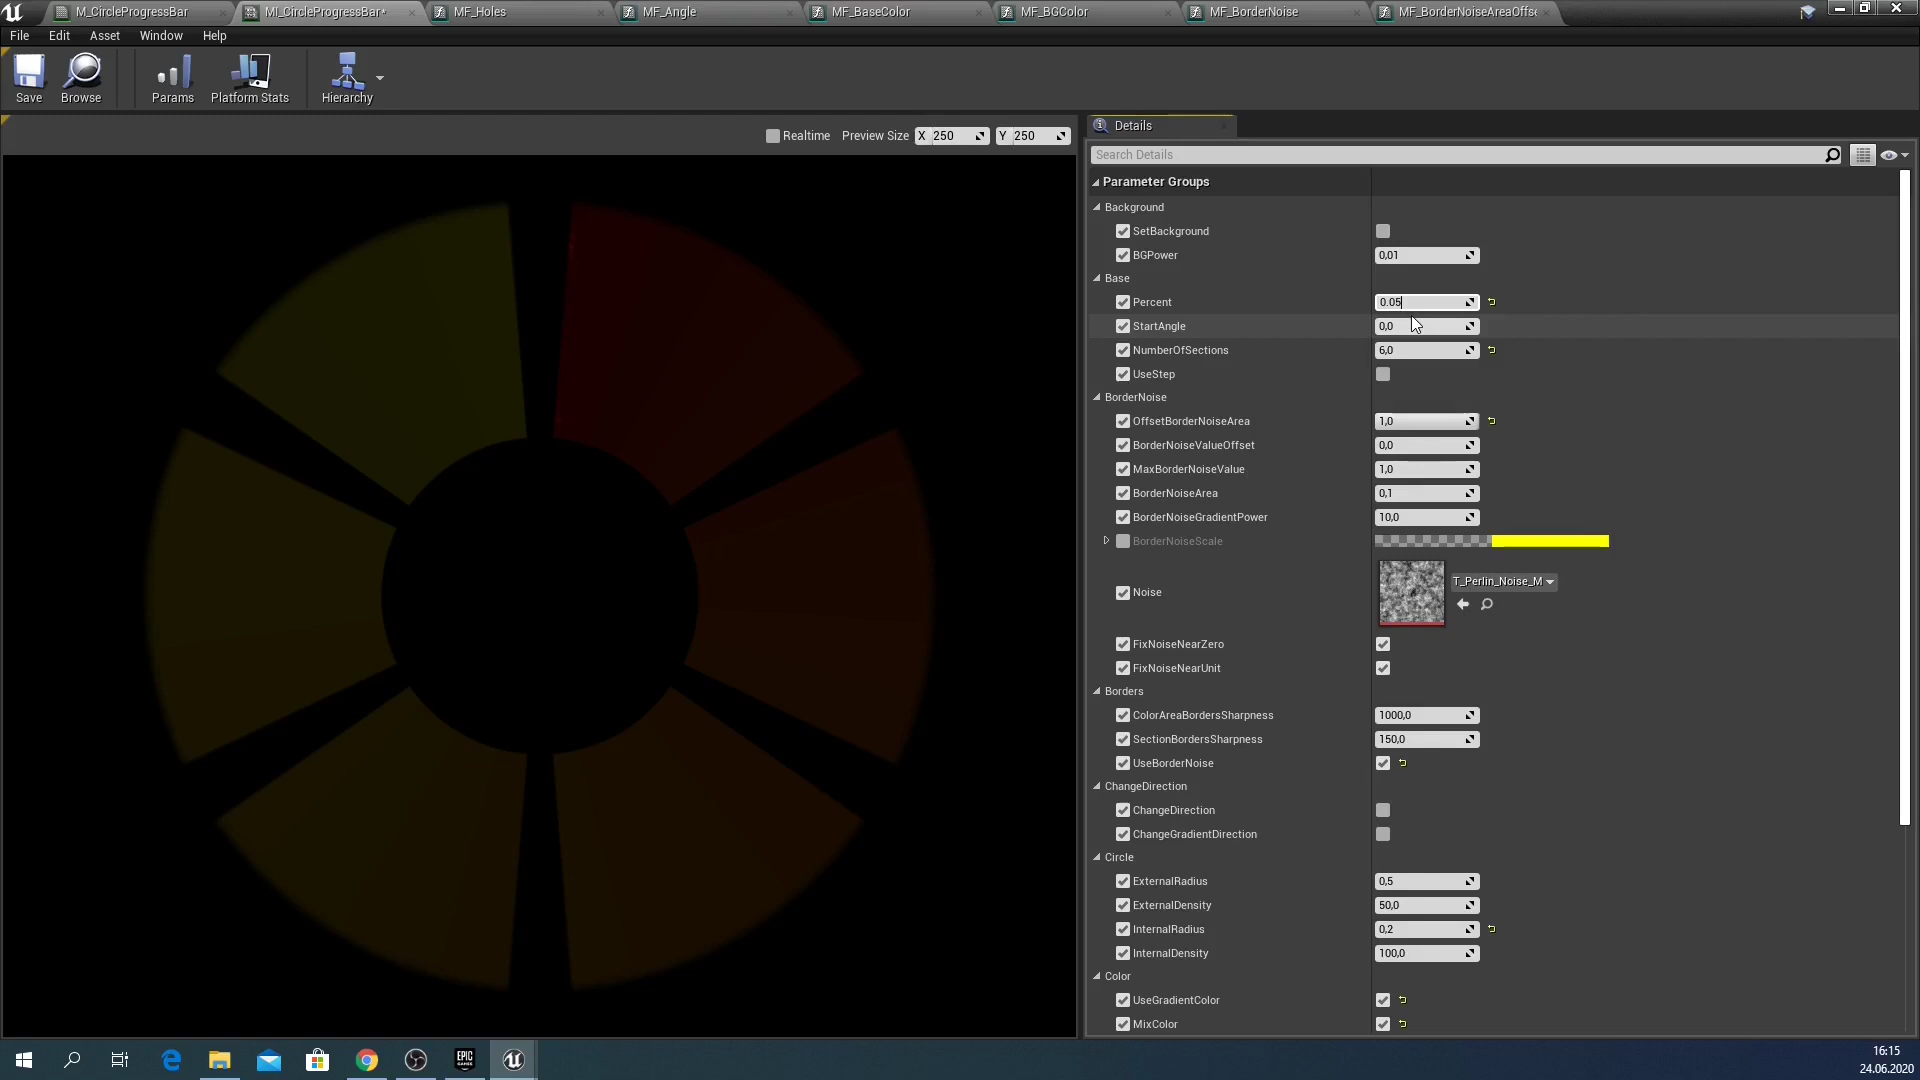 M_CircleProgressBar
MI_CircleProgressBar*
MF_Holes
MF_Angle
MF_BaseColor
MF_BGColor
MF_BorderNoise
MF_BorderNoiseAreaOffse
File Edit Asset Window Help
Save Browse Params Platform Stats Hierarchy
Realtime Preview Size X 250 Y 250
Details
Search Details
Parameter Groups
Background
SetBackground
BGPower 0,01
Base
Percent 0.05
StartAngle 0,0
NumberOfSections 6,0
UseStep
BorderNoise
OffsetBorderNoiseArea 1,0
BorderNoiseValueOffset 0,0
MaxBorderNoiseValue 1,0
BorderNoiseArea 0,1
BorderNoiseGradientPower 10,0
BorderNoiseScale
Noise T_Perlin_Noise_M
FixNoiseNearZero
FixNoiseNearUnit
Borders
ColorAreaBordersSharpness 1000,0
SectionBordersSharpness 150,0
UseBorderNoise
ChangeDirection
ChangeDirection
ChangeGradientDirection
Circle
ExternalRadius 0,5
ExternalDensity 50,0
InternalRadius 0,2
InternalDensity 100,0
Color
UseGradientColor
MixColor
EPIC
GAMES
16:15
24.06.2020